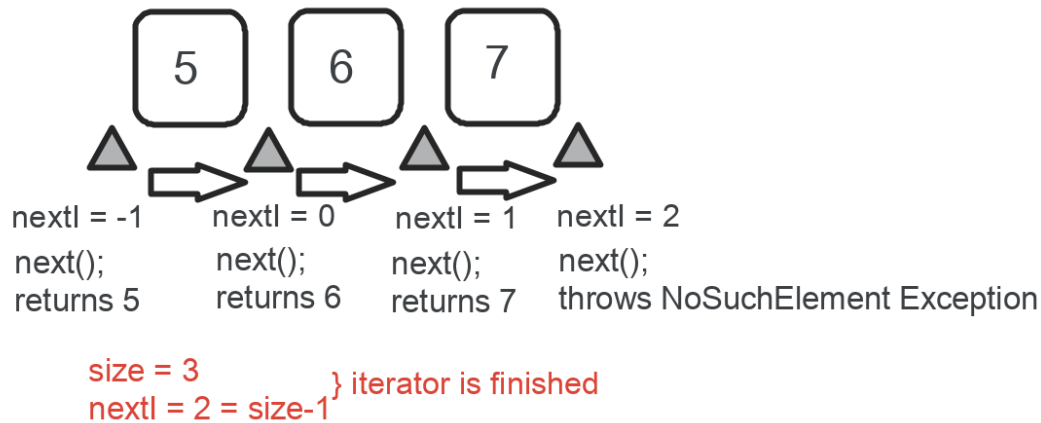 5 6 7
nextI = -1 nextI = 0 nextI = 1 nextI = 2
next(); next(); next(); next();
returns 5 returns 6 returns 7 throws NoSuchElement Exception
size = 3
nextI = 2 = size-1 } iterator is finished